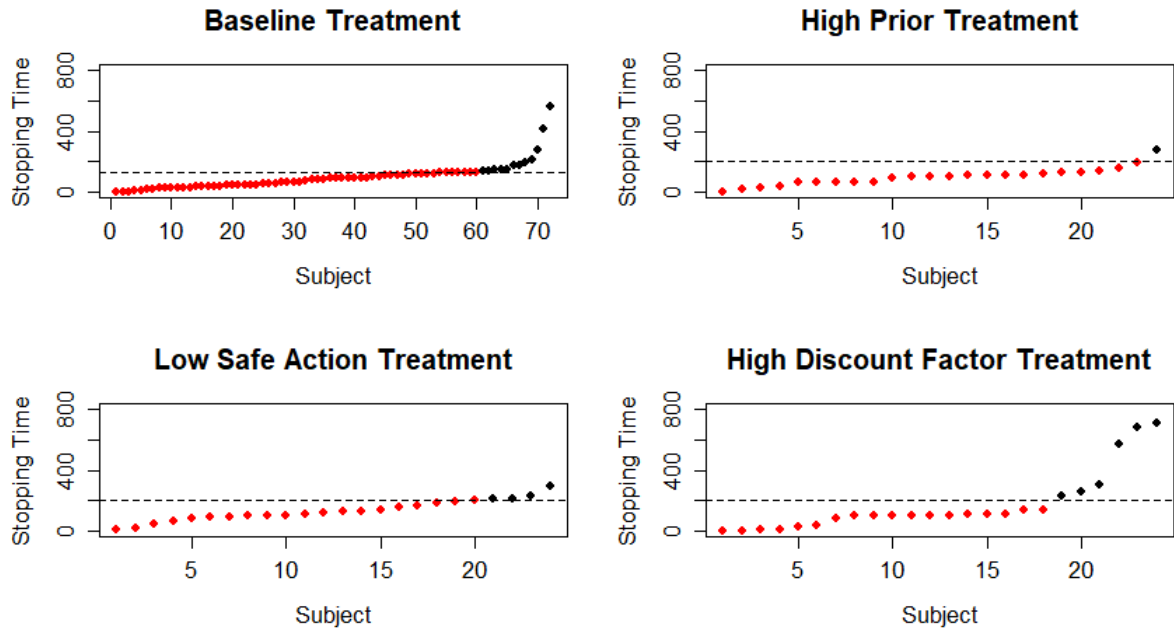 Baseline Treatment
Stopping Time
800
400
0
0 10 20 30 40 50 60 70
Subject
High Prior Treatment
Stopping Time
800
400
0
5 10 15 20
Subject
Low Safe Action Treatment
Stopping Time
800
400
0
5 10 15 20
Subject
High Discount Factor Treatment
Stopping Time
800
400
0
5 10 15 20
Subject